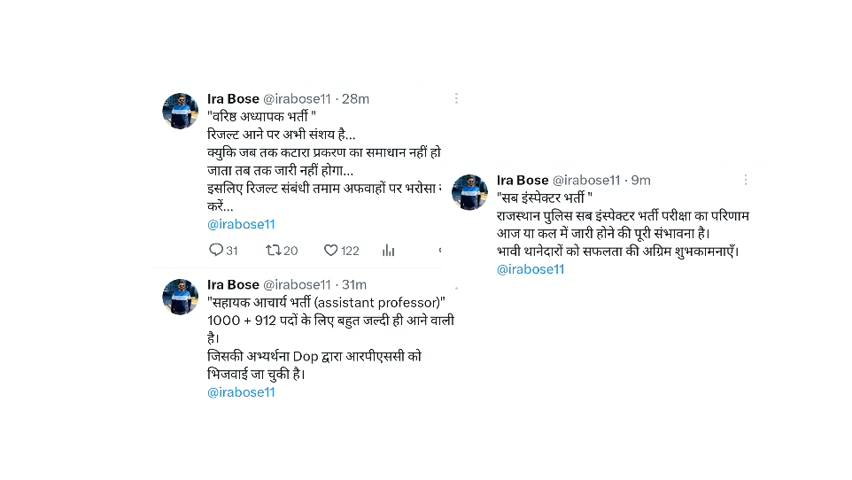 Ira Bose @irabose11 · 28m
"वरिष्ठ अध्यापक भर्ती "
रिजल्ट आने पर अभी संशय है...
क्युकि जब तक कटारा प्रकरण का समाधान नहीं हो
जाता तब तक जारी नहीं होगा...
इसलिए रिजल्ट संबंधी तमाम अफवाहों पर भरोसा
करें...
@irabose11
31 20 122
Ira Bose @irabose11 · 31m
"सहायक आचार्य भर्ती (assistant professor)"
1000 + 912 पदों के लिए बहुत जल्दी ही आने वाली
है।
जिसकी अभ्यर्थना Dop द्वारा आरपीएससी को
भिजवाई जा चुकी है।
@irabose11
Ira Bose @irabose11 · 9m
"सब इंस्पेक्टर भर्ती "
राजस्थान पुलिस सब इंस्पेक्टर भर्ती परीक्षा का परिणाम
आज या कल में जारी होने की पूरी संभावना है।
भावी थानेदारों को सफलता की अग्रिम शुभकामनाएँ।
@irabose11